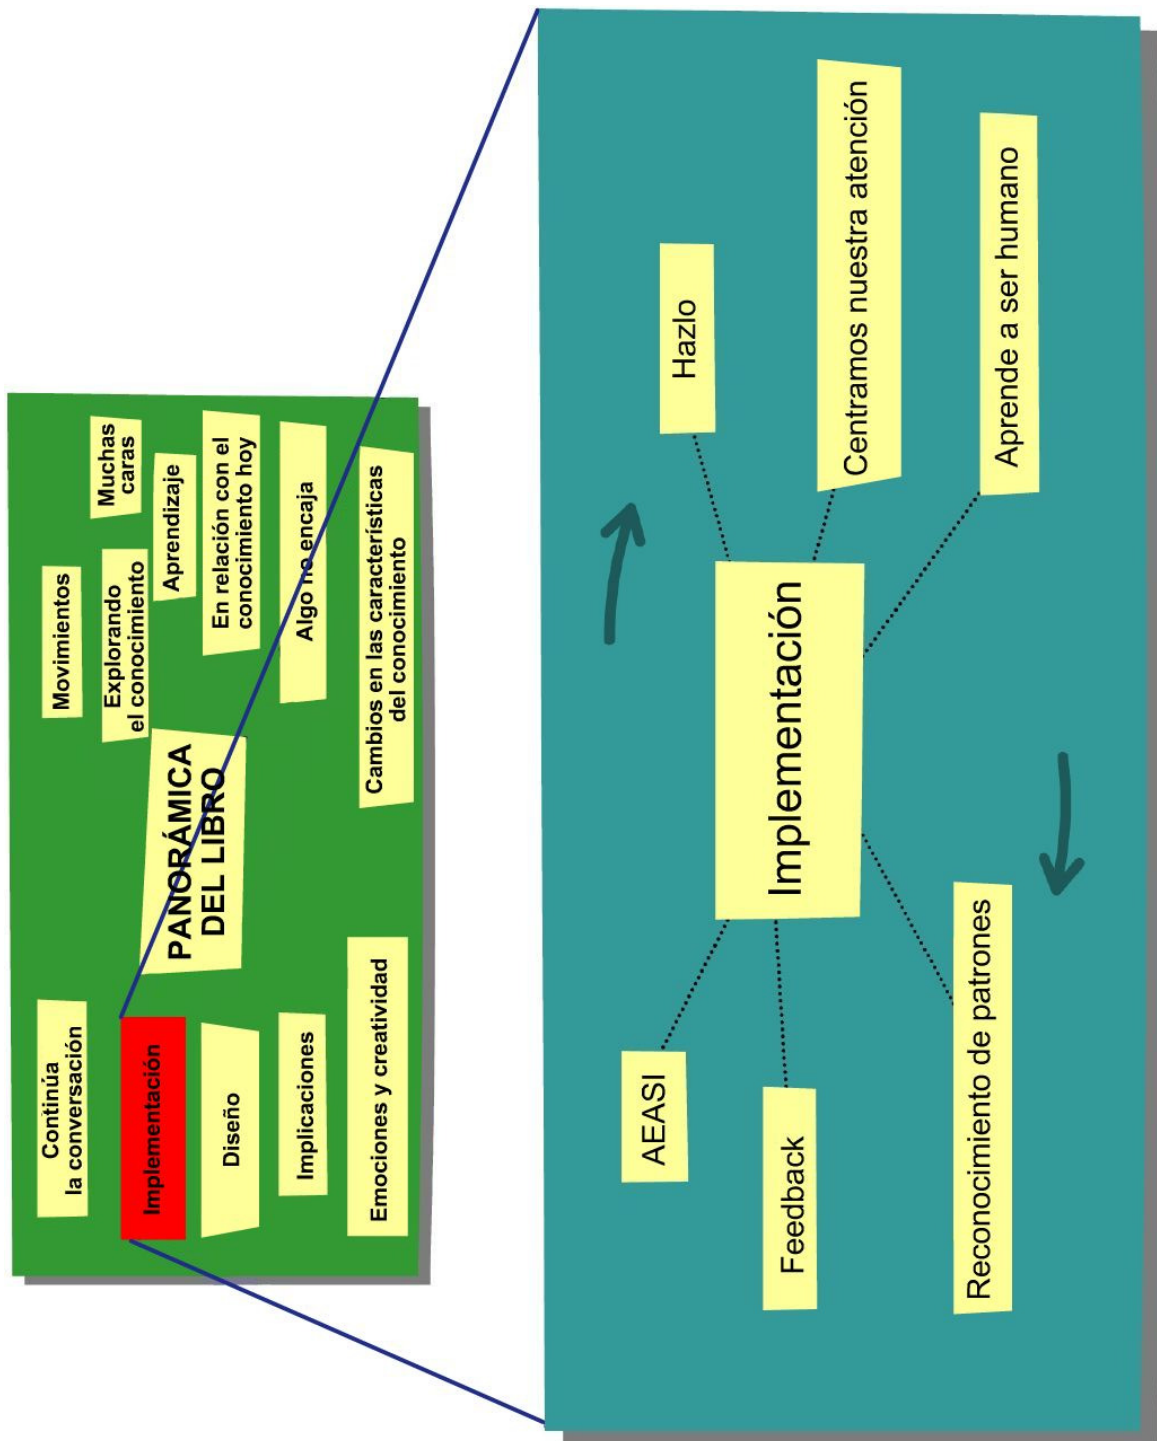 Movimientos
Muchas
caras
Explorando
el conocimiento
Aprendizaje
En relación con el
conocimiento hoy
Algo no encaja
Cambios en las características
del conocimiento
PANORÁMICA
DEL LIBRO
Continúa
la conversación
Implementación
Diseño
Implicaciones
Emociones y creatividad
Implementación
Hazlo
Centramos nuestra atención
Aprende a ser humano
Reconocimiento de patrones
Feedback
AEASI